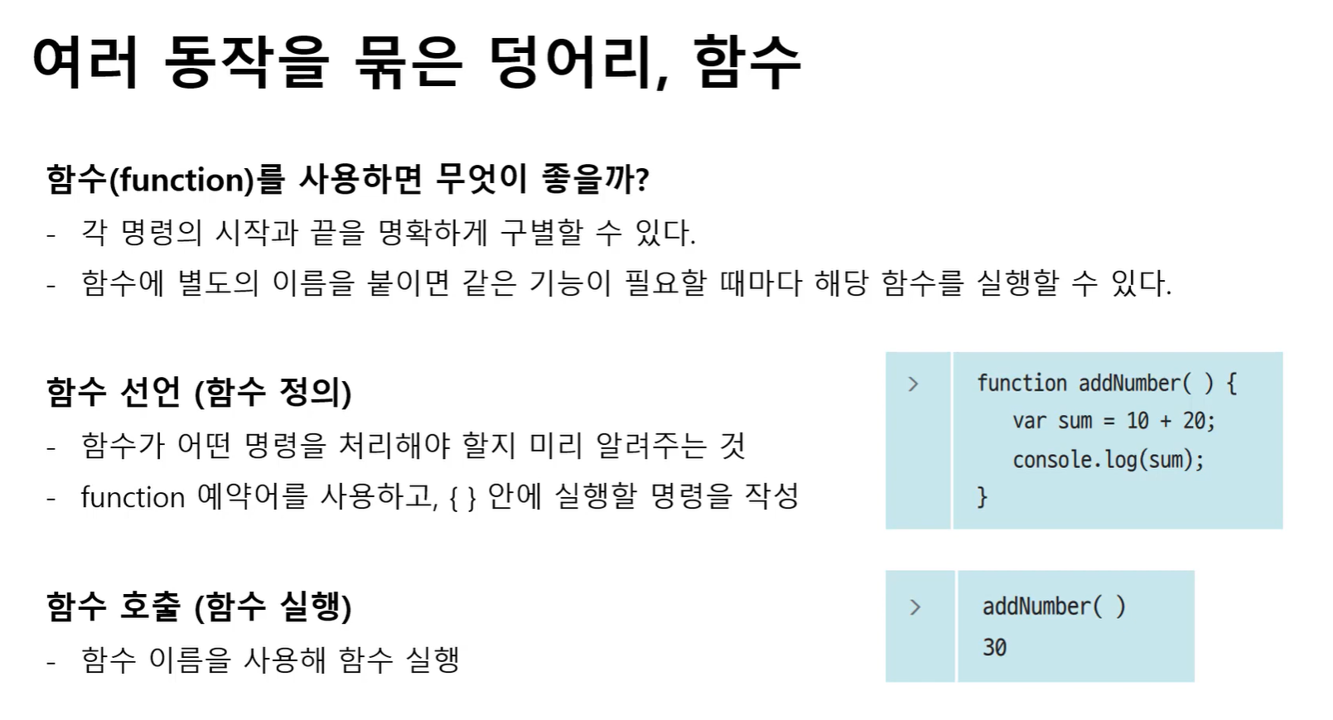 여러 동작을 묶은 덩어리, 함수
함수(function)를 사용하면 무엇이 좋을까?
- 각 명령의 시작과 끝을 명확하게 구별할 수 있다.
- 함수에 별도의 이름을 붙이면 같은 기능이 필요할 때마다 해당 함수를 실행할 수 있다.
함수 선언 (함수 정의)
- 함수가 어떤 명령을 처리해야 할지 미리 알려주는 것
- function 예약어를 사용하고, { } 안에 실행할 명령을 작성
> function addNumber( ) {
var sum = 10 + 20;
console.log(sum);
}
함수 호출 (함수 실행)
- 함수 이름을 사용해 함수 실행
> addNumber( )
30